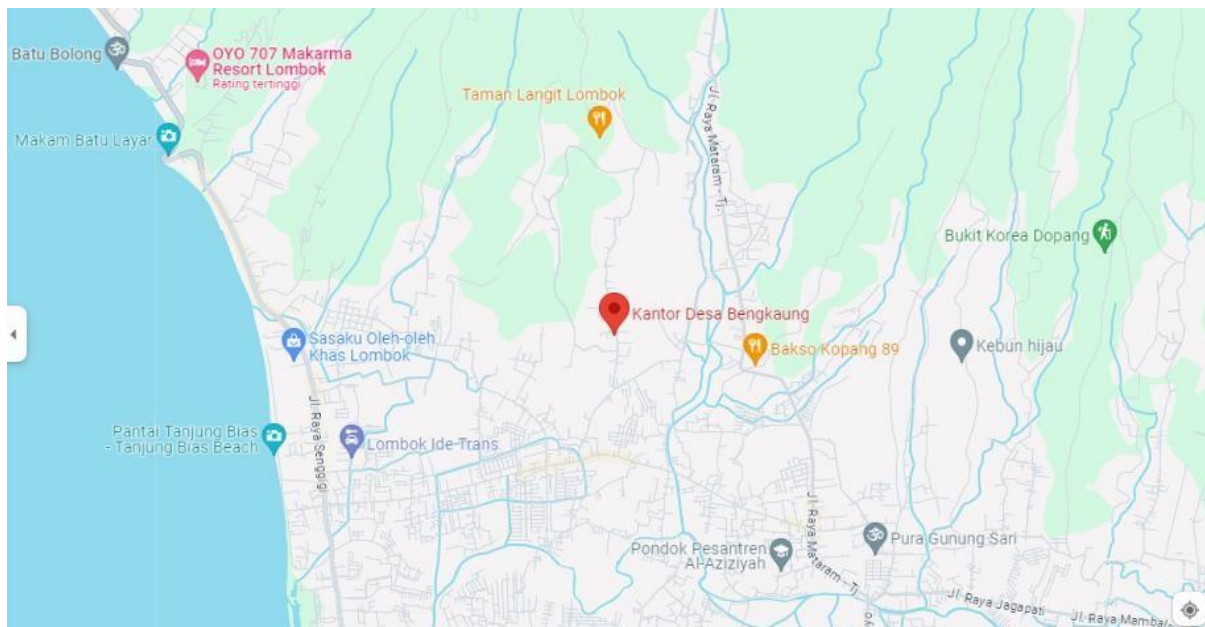 Batu Bolong
OYO 707 Makarma
Resort Lombok
Rating tertinggi
Makam Batu Layar
Taman Langit Lombok
Jl. Raya Mataram - Tj.
Bukit Korea Dopang
Kantor Desa Bengkaung
Sasaku Oleh-oleh
Khas Lombok
Bakso Kopang 89
Kebun hijau
Jl. Raya Senggigi
Pantai Tanjung Bias
- Tanjung Bias Beach
Lombok Ide Trans
Jl. Raya Mataram - Tj.
Pondok Pesantren
Al-Aziziyah
Pura Gunung Sari
Jl. Raya Jagapati